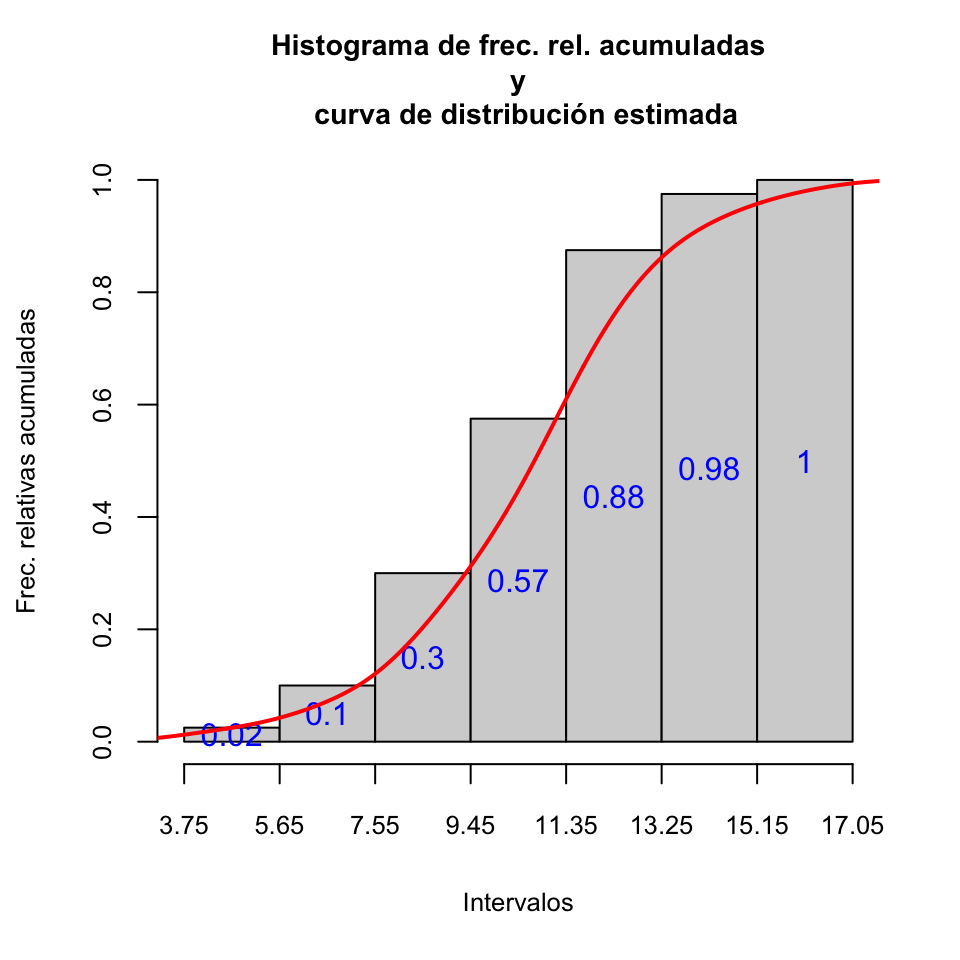 Histograma de frec. rel. acumuladas
y
curva de distribución estimada
Frec. relativas acumuladas
1.0
0.8
0.6
0.4
0.2
0.0
0.02
0.1
0.3
0.57
0.88
0.98
1
3.75 5.65 7.55 9.45 11.35 13.25 15.15 17.05
Intervalos